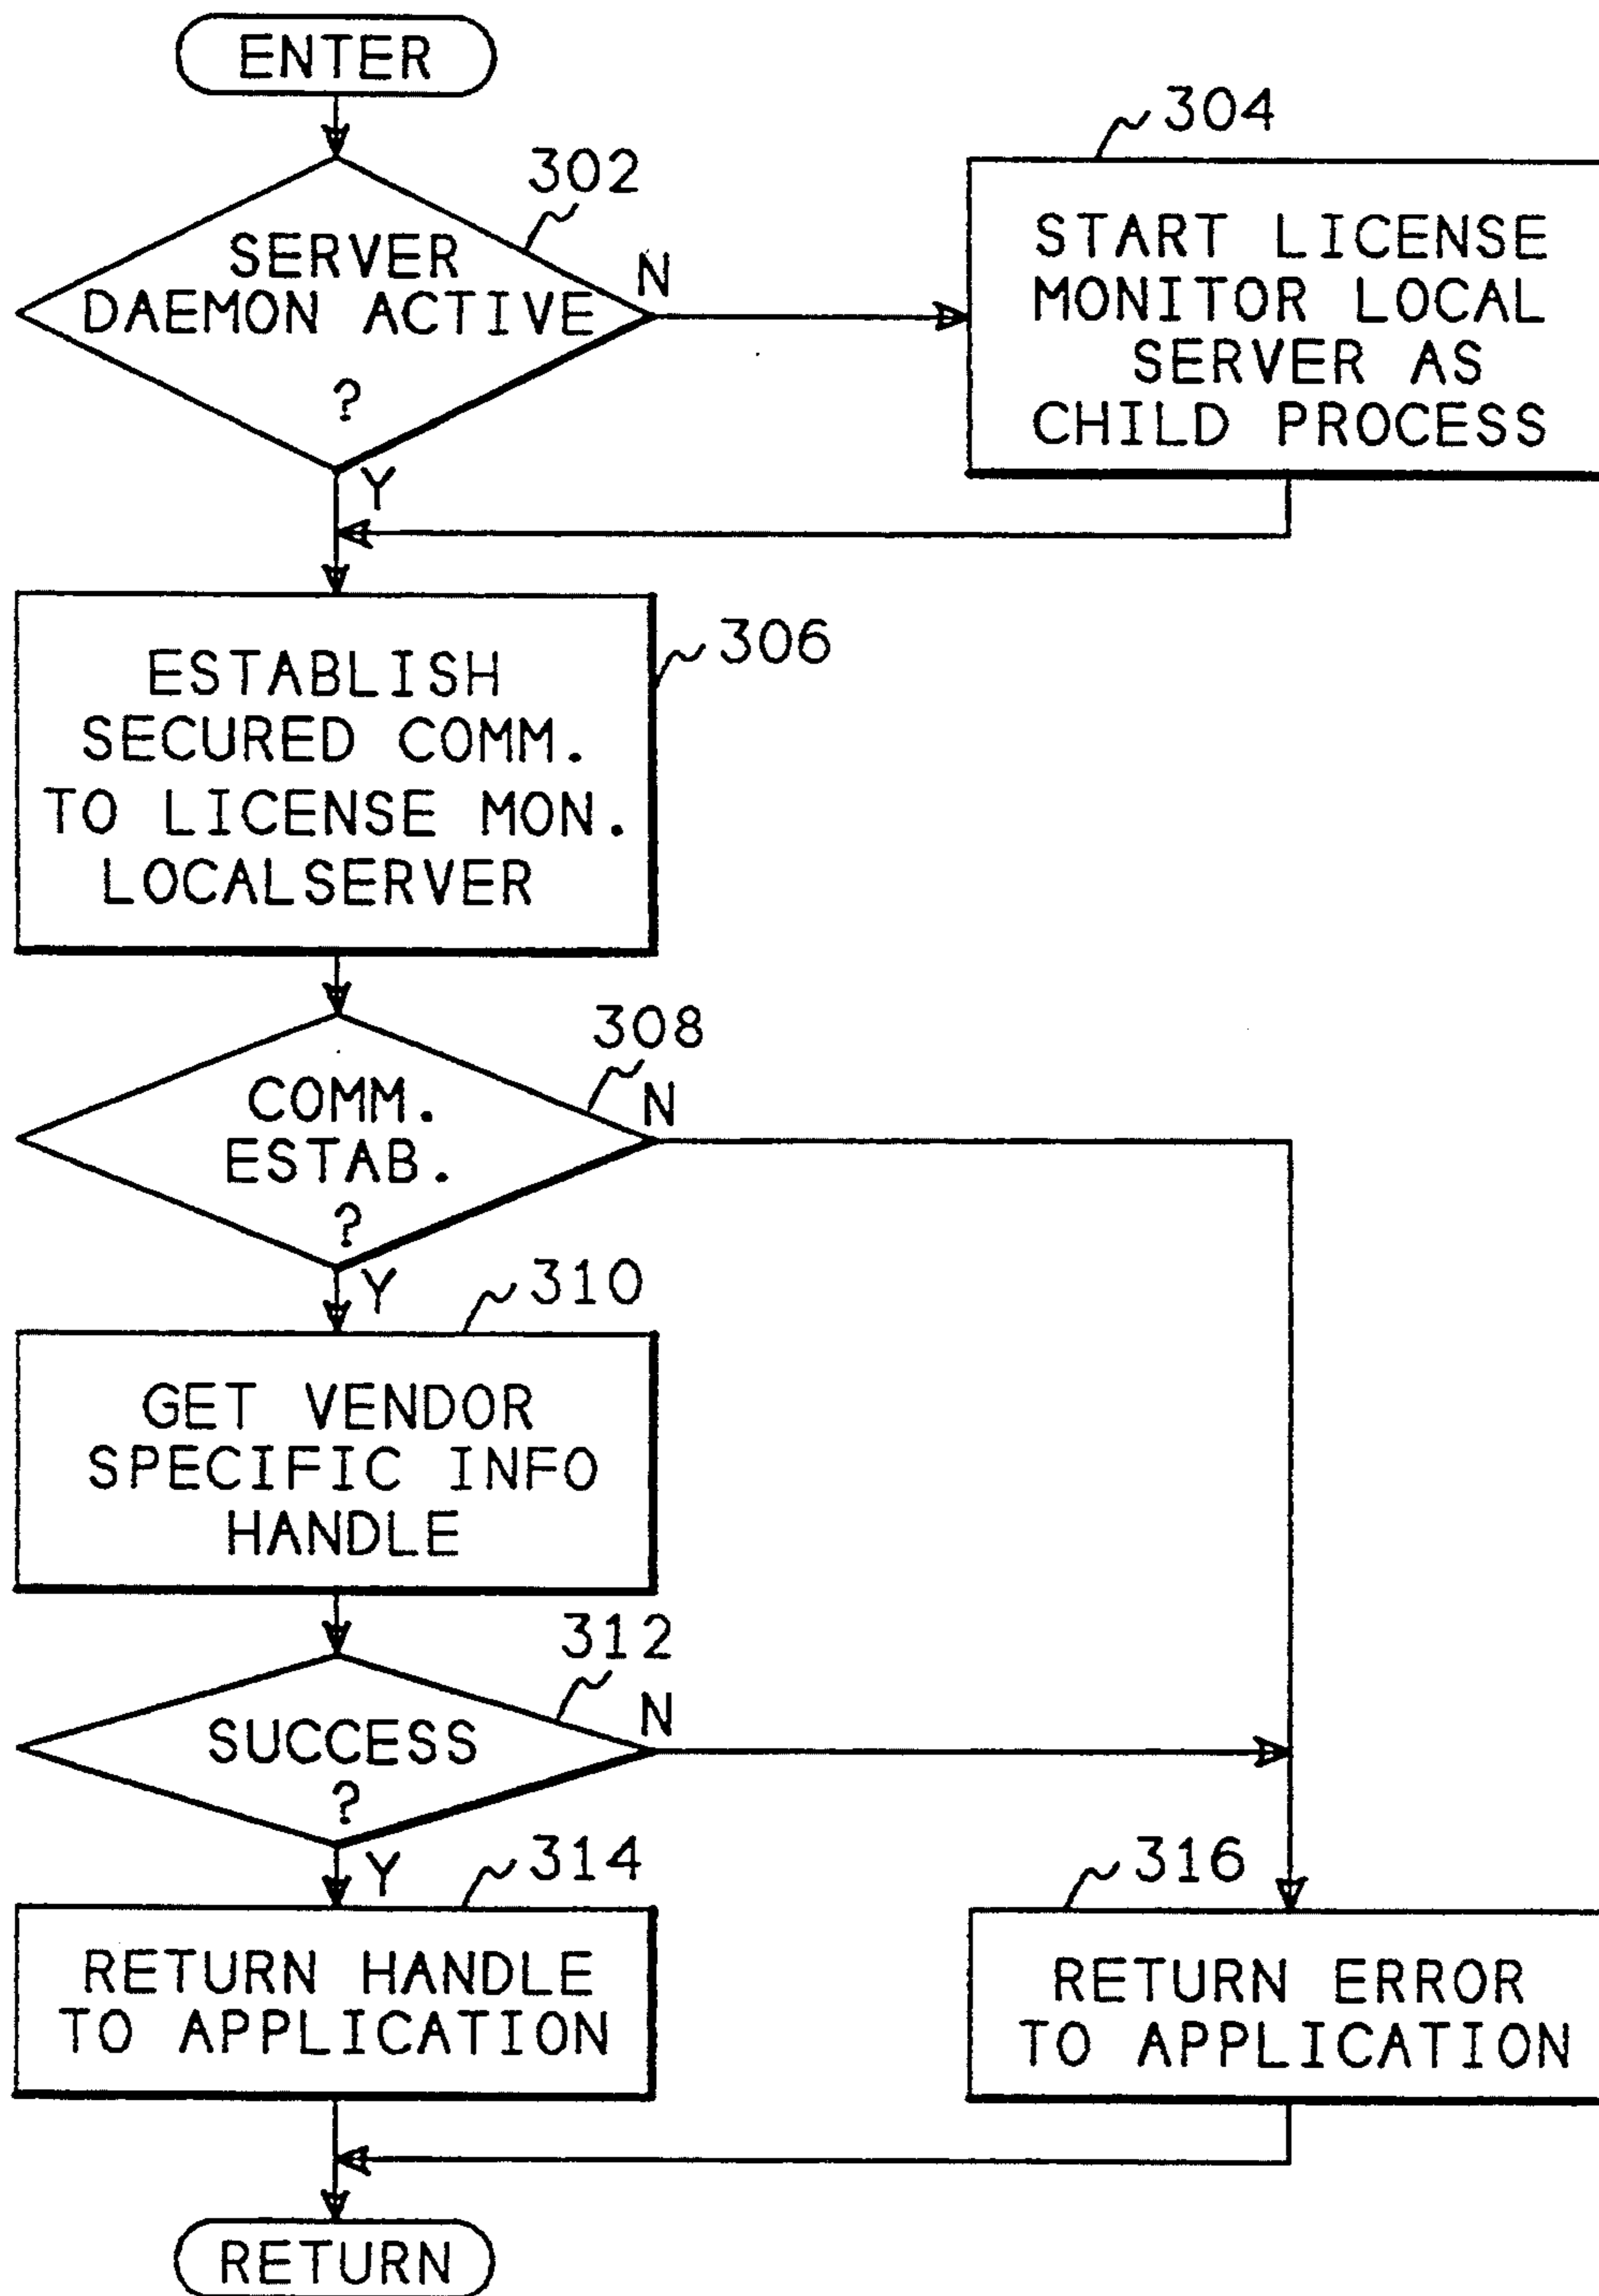 ENTER
302
SERVER
DAEMON ACTIVE
?
N
Y
304
START LICENSE
MONITOR LOCAL
SERVER AS
CHILD PROCESS
306
ESTABLISH
SECURED COMM.
TO LICENSE MON.
LOCALSERVER
308
COMM.
ESTAB.
?
N
Y
310
GET VENDOR
SPECIFIC INFO
HANDLE
312
SUCCESS
?
N
Y
314
RETURN HANDLE
TO APPLICATION
316
RETURN ERROR
TO APPLICATION
RETURN